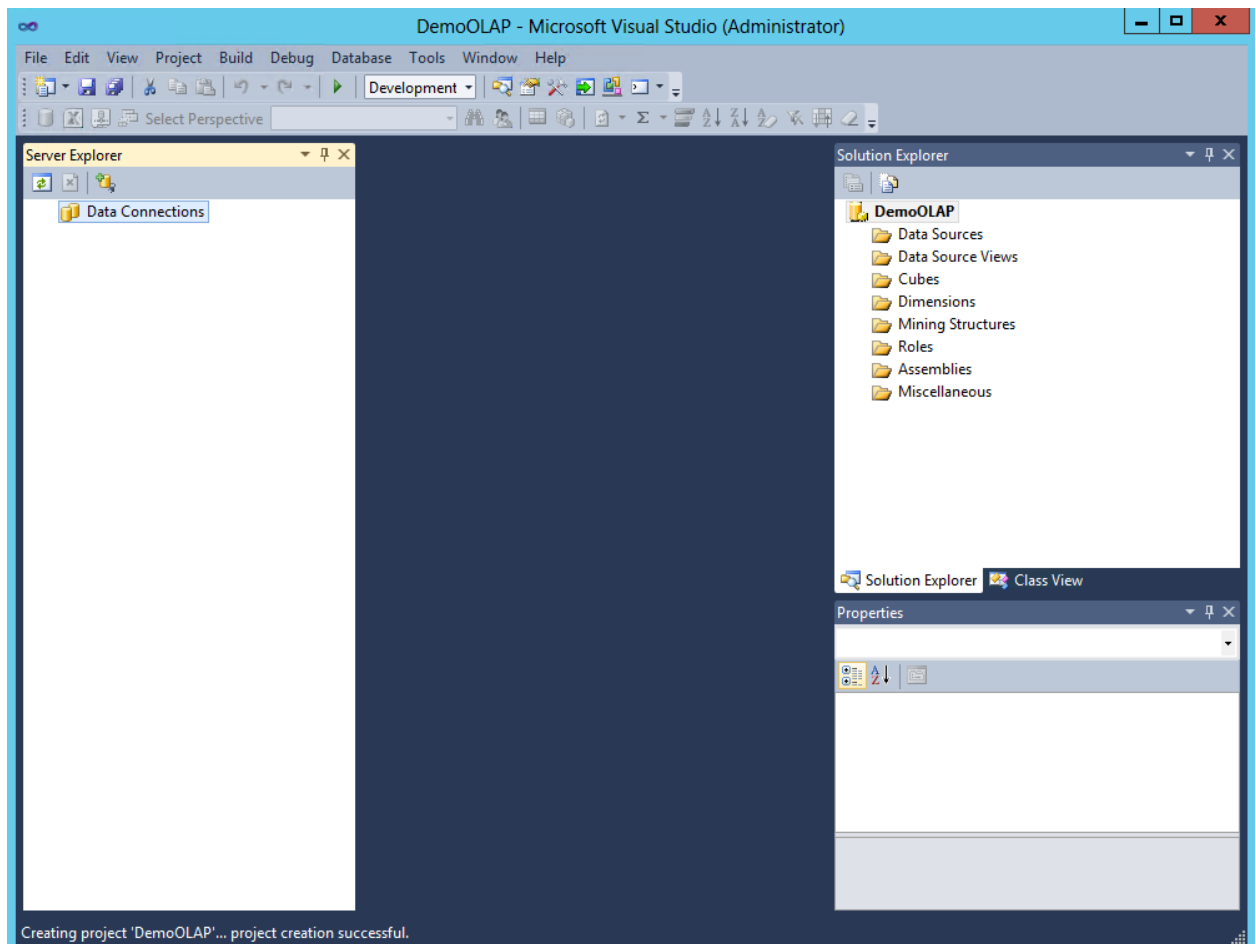 DemoOLAP - Microsoft Visual Studio (Administrator)
File Edit View Project Build Debug Database Tools Window Help
Development
Select Perspective
Server Explorer
Data Connections
Solution Explorer
DemoOLAP
Data Sources
Data Source Views
Cubes
Dimensions
Mining Structures
Roles
Assemblies
Miscellaneous
Solution Explorer Class View
Properties
Creating project 'DemoOLAP'... project creation successful.